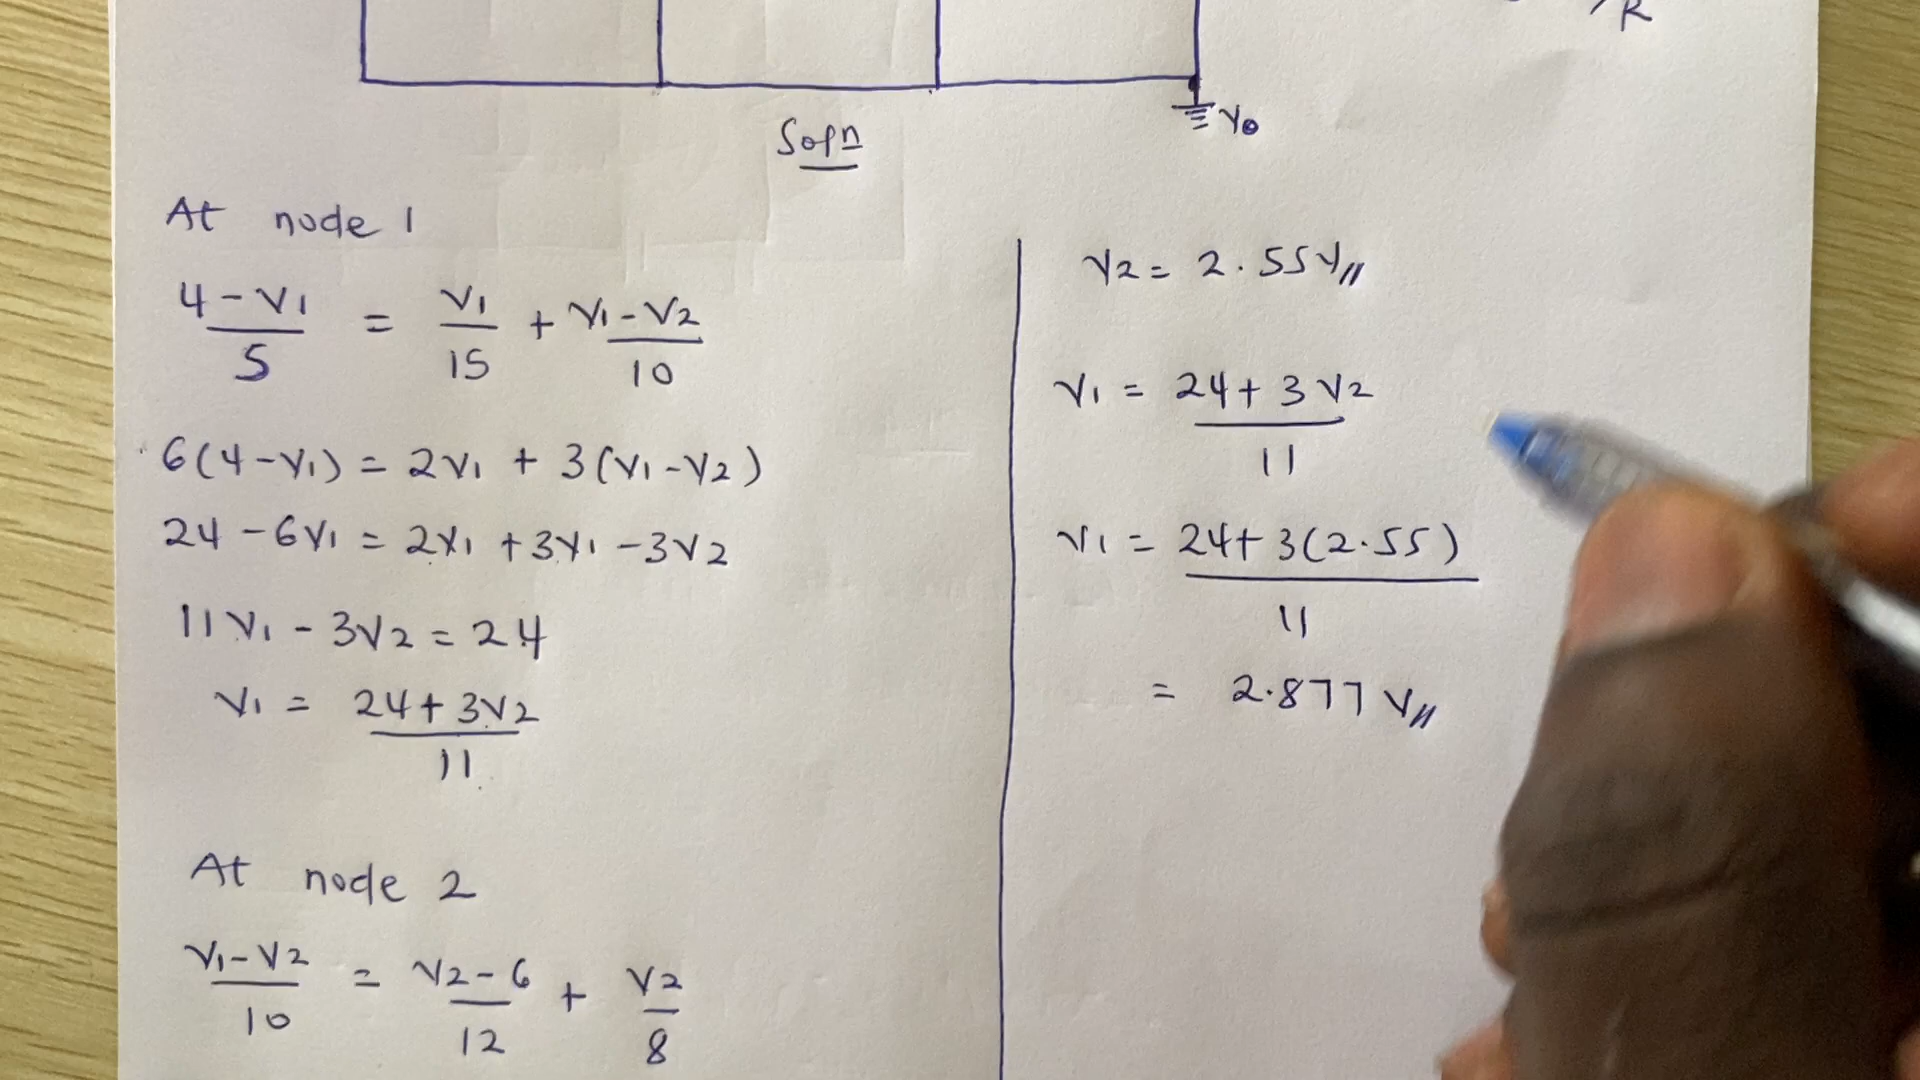 R
V0
Soln
At node 1
4 - V1 / 5 = V1 / 15 + V1 - V2 / 10
6(4 - V1) = 2V1 + 3(V1 - V2)
24 - 6V1 = 2V1 + 3V1 - 3V2
11V1 - 3V2 = 24
V1 = 24 + 3V2 / 11
At node 2
V1 - V2 / 10 = V2 - 6 / 12 + V2 / 8
V2 = 2.55V//
V1 = 24 + 3V2 / 11
V1 = 24 + 3(2.55) / 11
= 2.877 V//